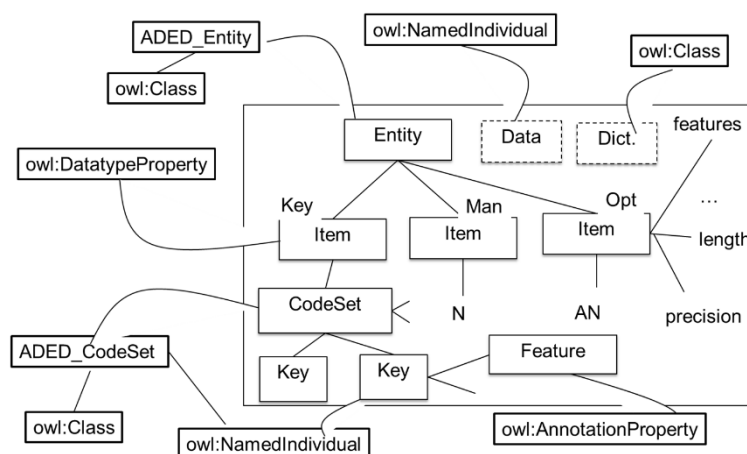 ADED_Entity
owl:NamedIndividual
owl:Class
owl:Class
features
Entity
Data
Dict.
owl:DatatypeProperty
Key
Man
Opt
…
Item
Item
Item
length
CodeSet
N
AN
precision
ADED_CodeSet
Key
Key
Feature
owl:Class
owl:NamedIndividual
owl:AnnotationProperty